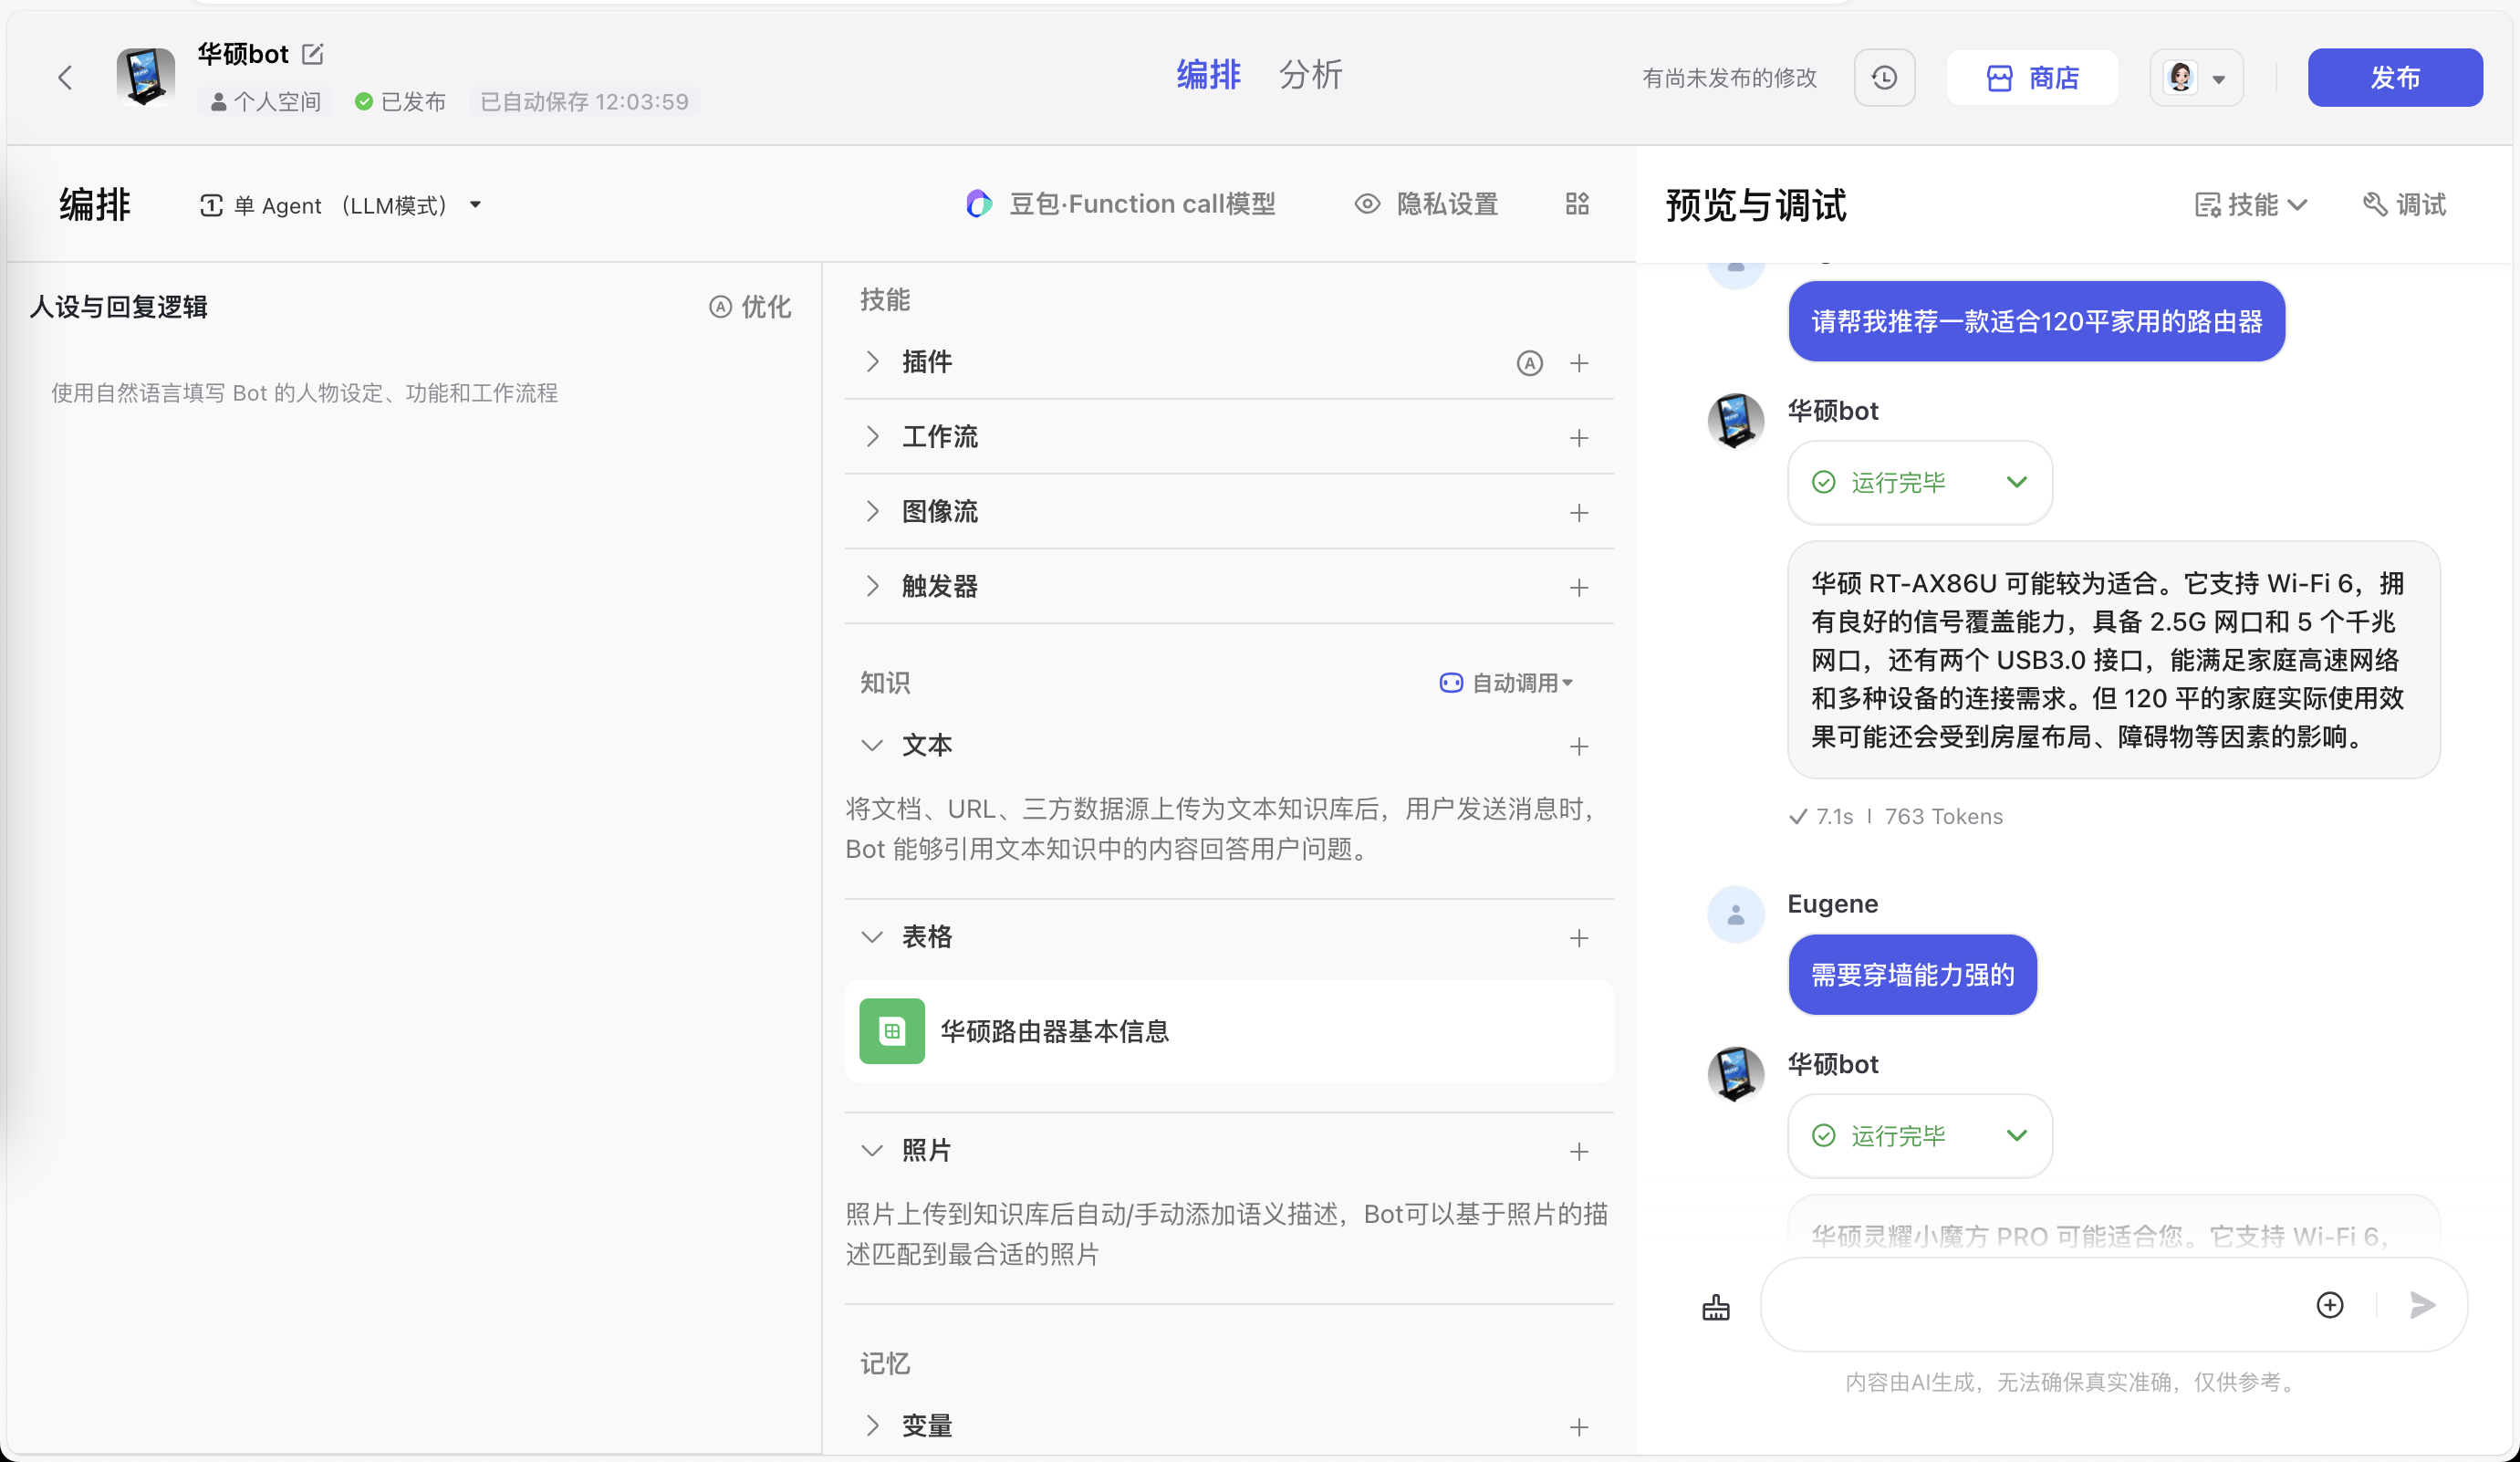 华硕bot
个人空间 已发布 已自动保存 12:03:59
编排 分析
有尚未发布的修改 商店 发布
编排 单 Agent （LLM模式）
豆包·Function call模型 隐私设置
预览与调试 技能 调试
人设与回复逻辑 优化
使用自然语言填写 Bot 的人物设定、功能和工作流程
技能
插件
工作流
图像流
触发器
知识 自动调用
文本
将文档、URL、三方数据源上传为文本知识库后，用户发送消息时，
Bot 能够引用文本知识中的内容回答用户问题。
表格
华硕路由器基本信息
照片
照片上传到知识库后自动/手动添加语义描述，Bot可以基于照片的描
述匹配到最合适的照片
记忆
变量
请帮我推荐一款适合120平家用的路由器
华硕bot
运行完毕
华硕 RT-AX86U 可能较为适合。它支持 Wi-Fi 6，拥
有良好的信号覆盖能力，具备 2.5G 网口和 5 个千兆
网口，还有两个 USB3.0 接口，能满足家庭高速网络
和多种设备的连接需求。但 120 平的家庭实际使用效
果可能还会受到房屋布局、障碍物等因素的影响。
7.1s | 763 Tokens
Eugene
需要穿墙能力强的
华硕bot
运行完毕
华硕灵耀小魔方 PRO 可能适合您。它支持 Wi-Fi 6，
内容由AI生成，无法确保真实准确，仅供参考。